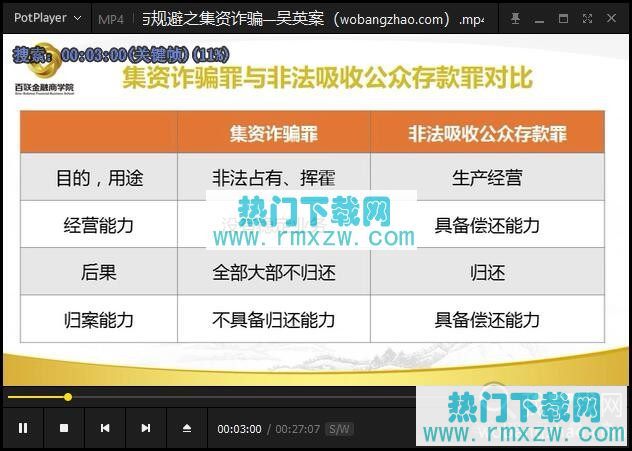 PotPlayer
MP4
与规避之集资诈骗—吴英案（wobangzhao.com）.mp4
搜索: 00:03:00(关键帧)(11%)
百联金融商学院
集资诈骗罪与非法吸收公众存款罪对比
集资诈骗罪 非法吸收公众存款罪
目的，用途 非法占有、挥霍 生产经营
经营能力 具备偿还能力
后果 全部大部不归还 归还
归案能力 不具备归还能力 具备偿还能力
热门下载网
www.rmxzw.com
00:03:00 / 00:27:07 S/W
热门下载网
www.rmxzw.com